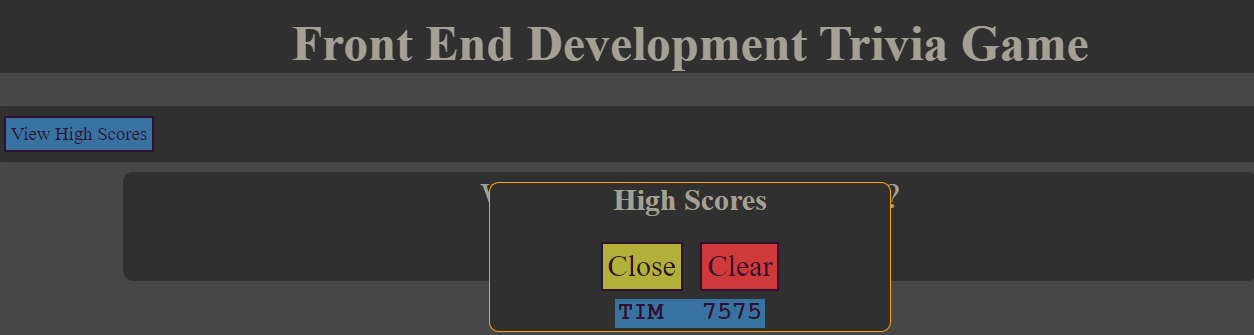 Front End Development Trivia Game
View High Scores
?
High Scores
Close Clear
TIM 7575